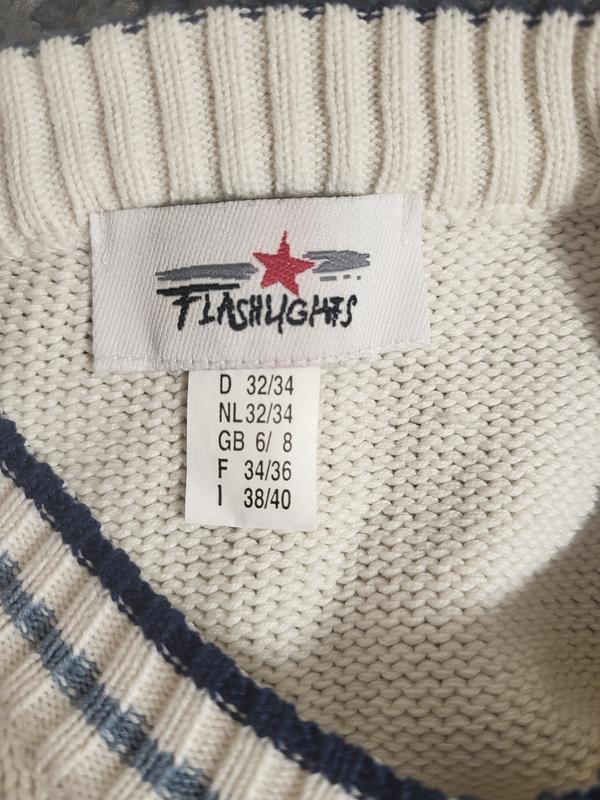 FLASHLIGHTS
D 32/34
NL 32/34
GB 6/ 8
F 34/36
I 38/40